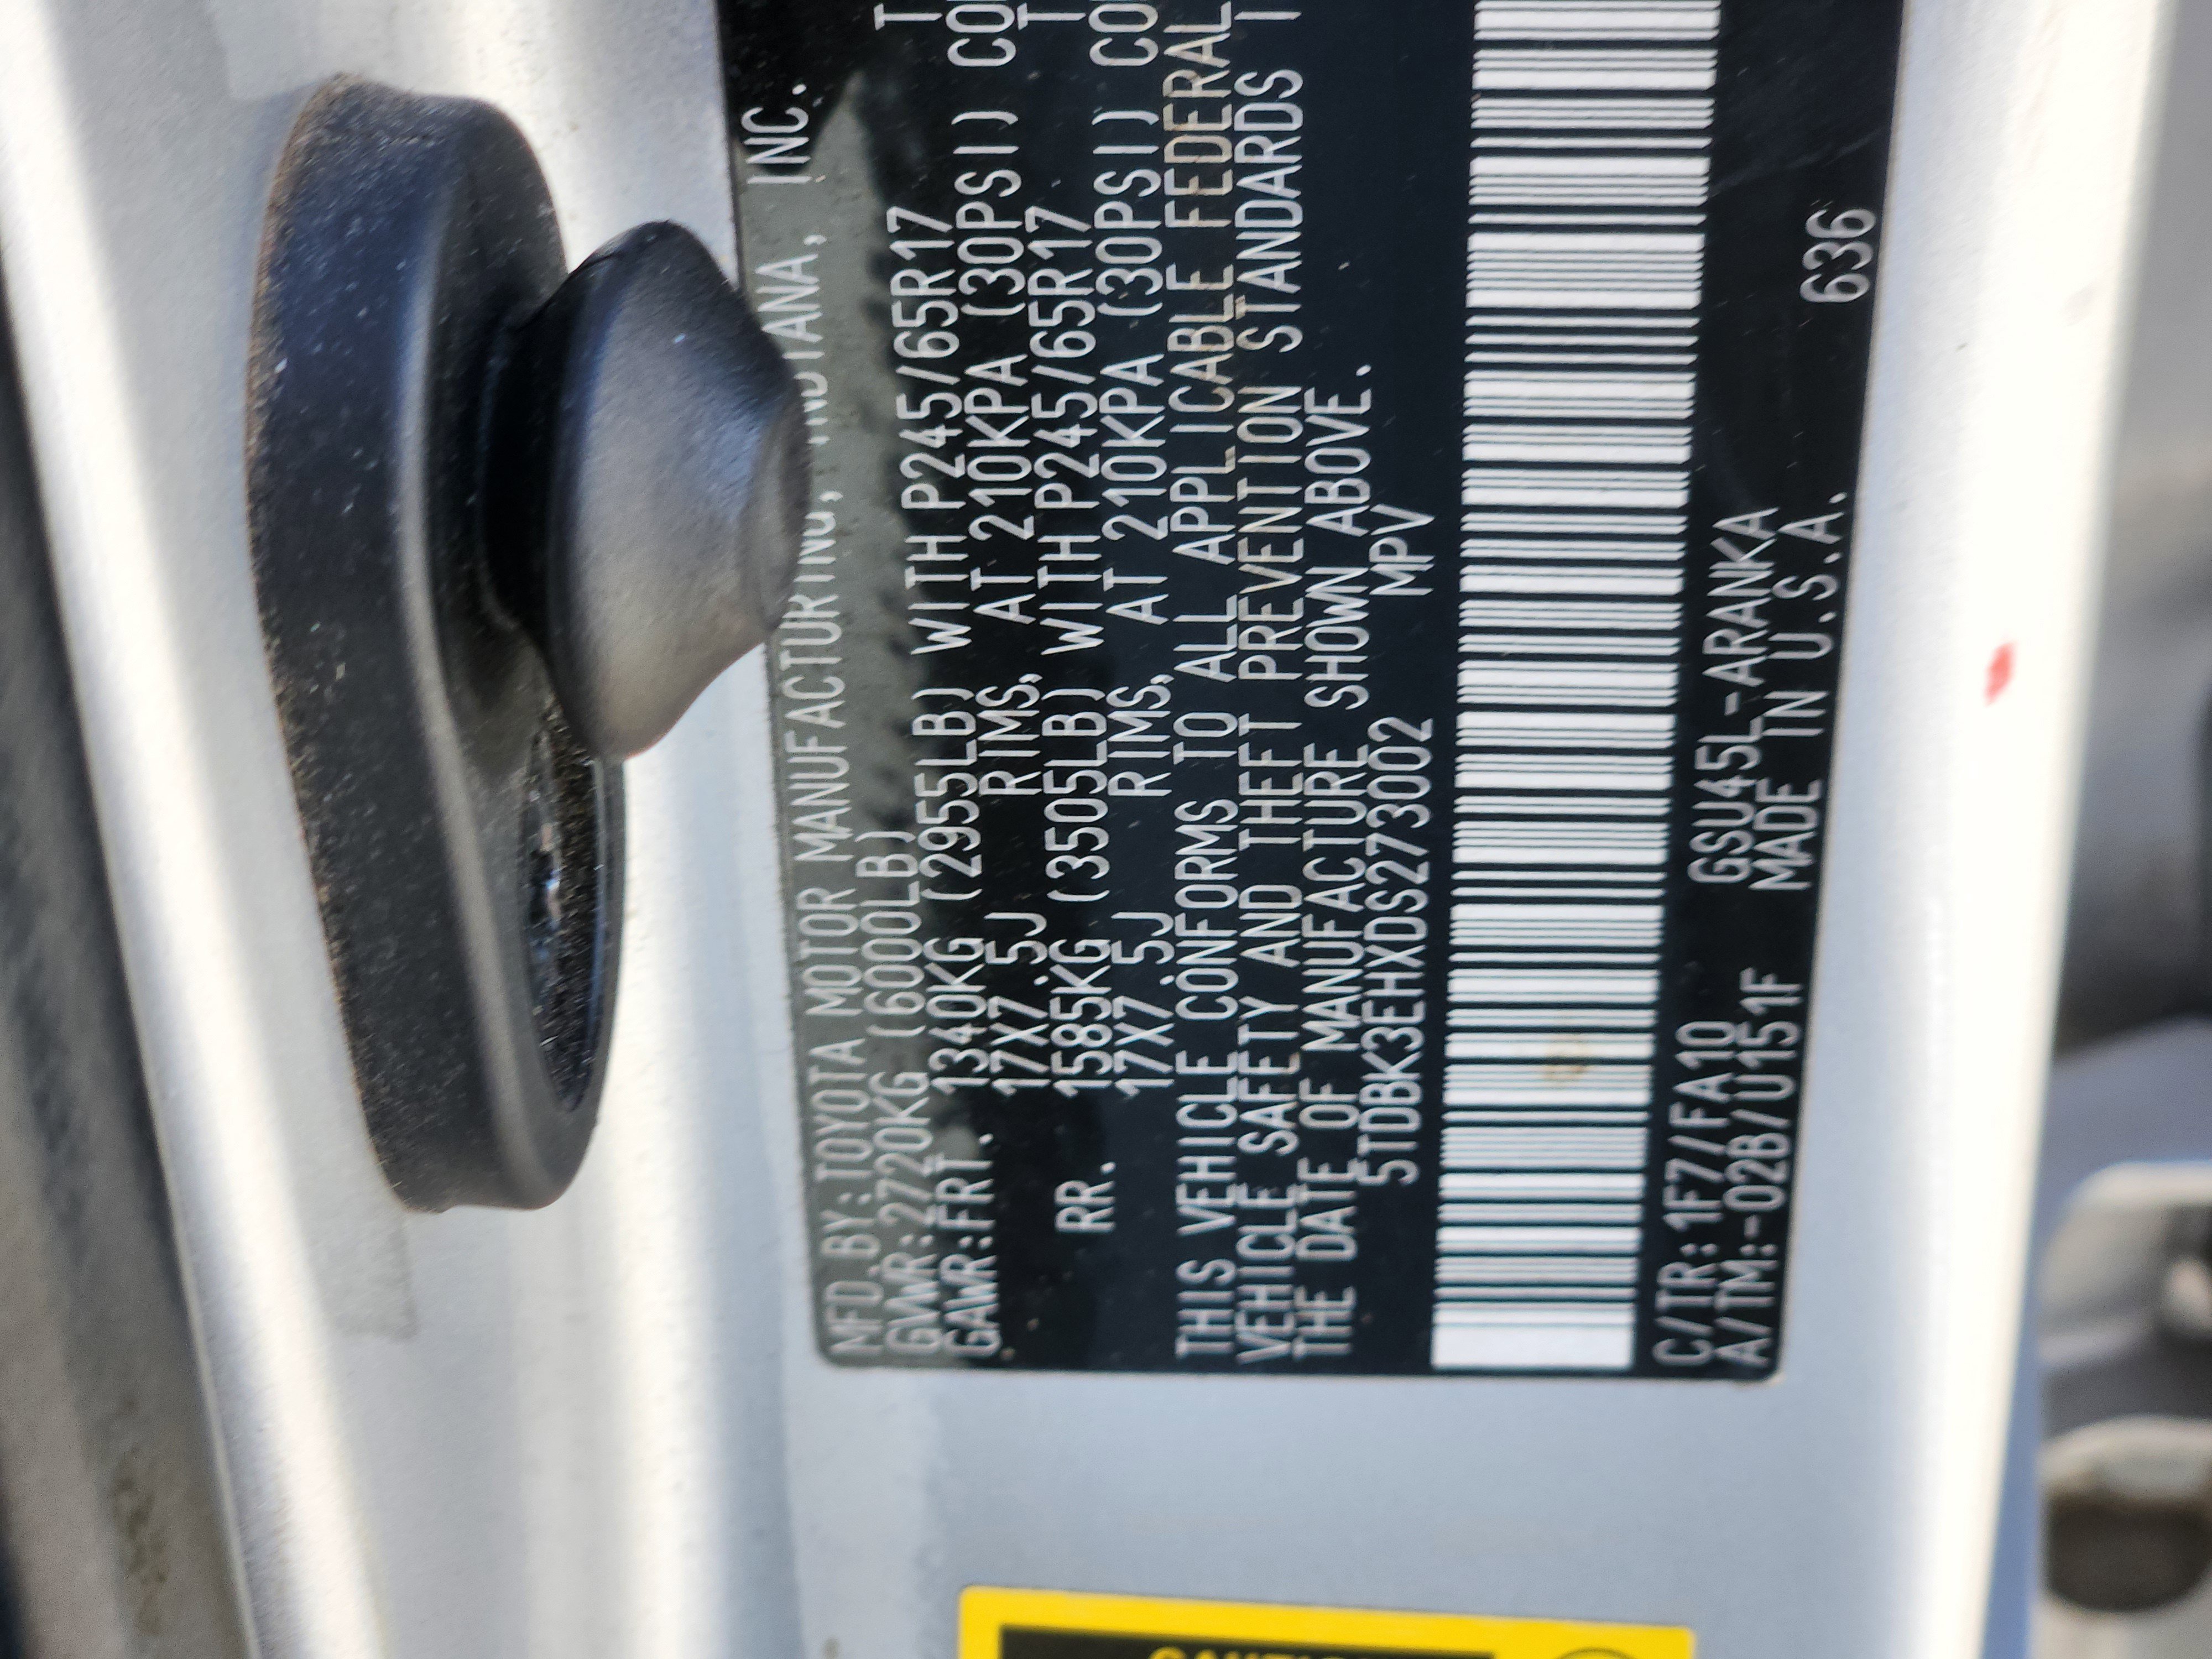 MFD.BY:TOYOTA MOTOR MANUFACTURING, INDIANA, INC.
GVWR:2720KG (6000LB)
GAWR:FRT. 1340KG (2955LB) WITH P245/65R17 T
17X7.5J RIMS, AT 210KPA (30PSI) CO
RR. 1585KG (3505LB) WITH P245/65R17 T
17X7.5J RIMS, AT 210KPA (30PSI) CO
THIS VEHICLE CONFORMS TO ALL APPLICABLE FEDERAL
VEHICLE SAFETY AND THEFT PREVENTION STANDARDS I
THE DATE OF MANUFACTURE SHOWN ABOVE.
5TDBK3EHXDS273002 MPV
C/TR:1F7/FA10 GSU45L-ARANKA
A/TM:-02B/U151F MADE IN U.S.A. 636